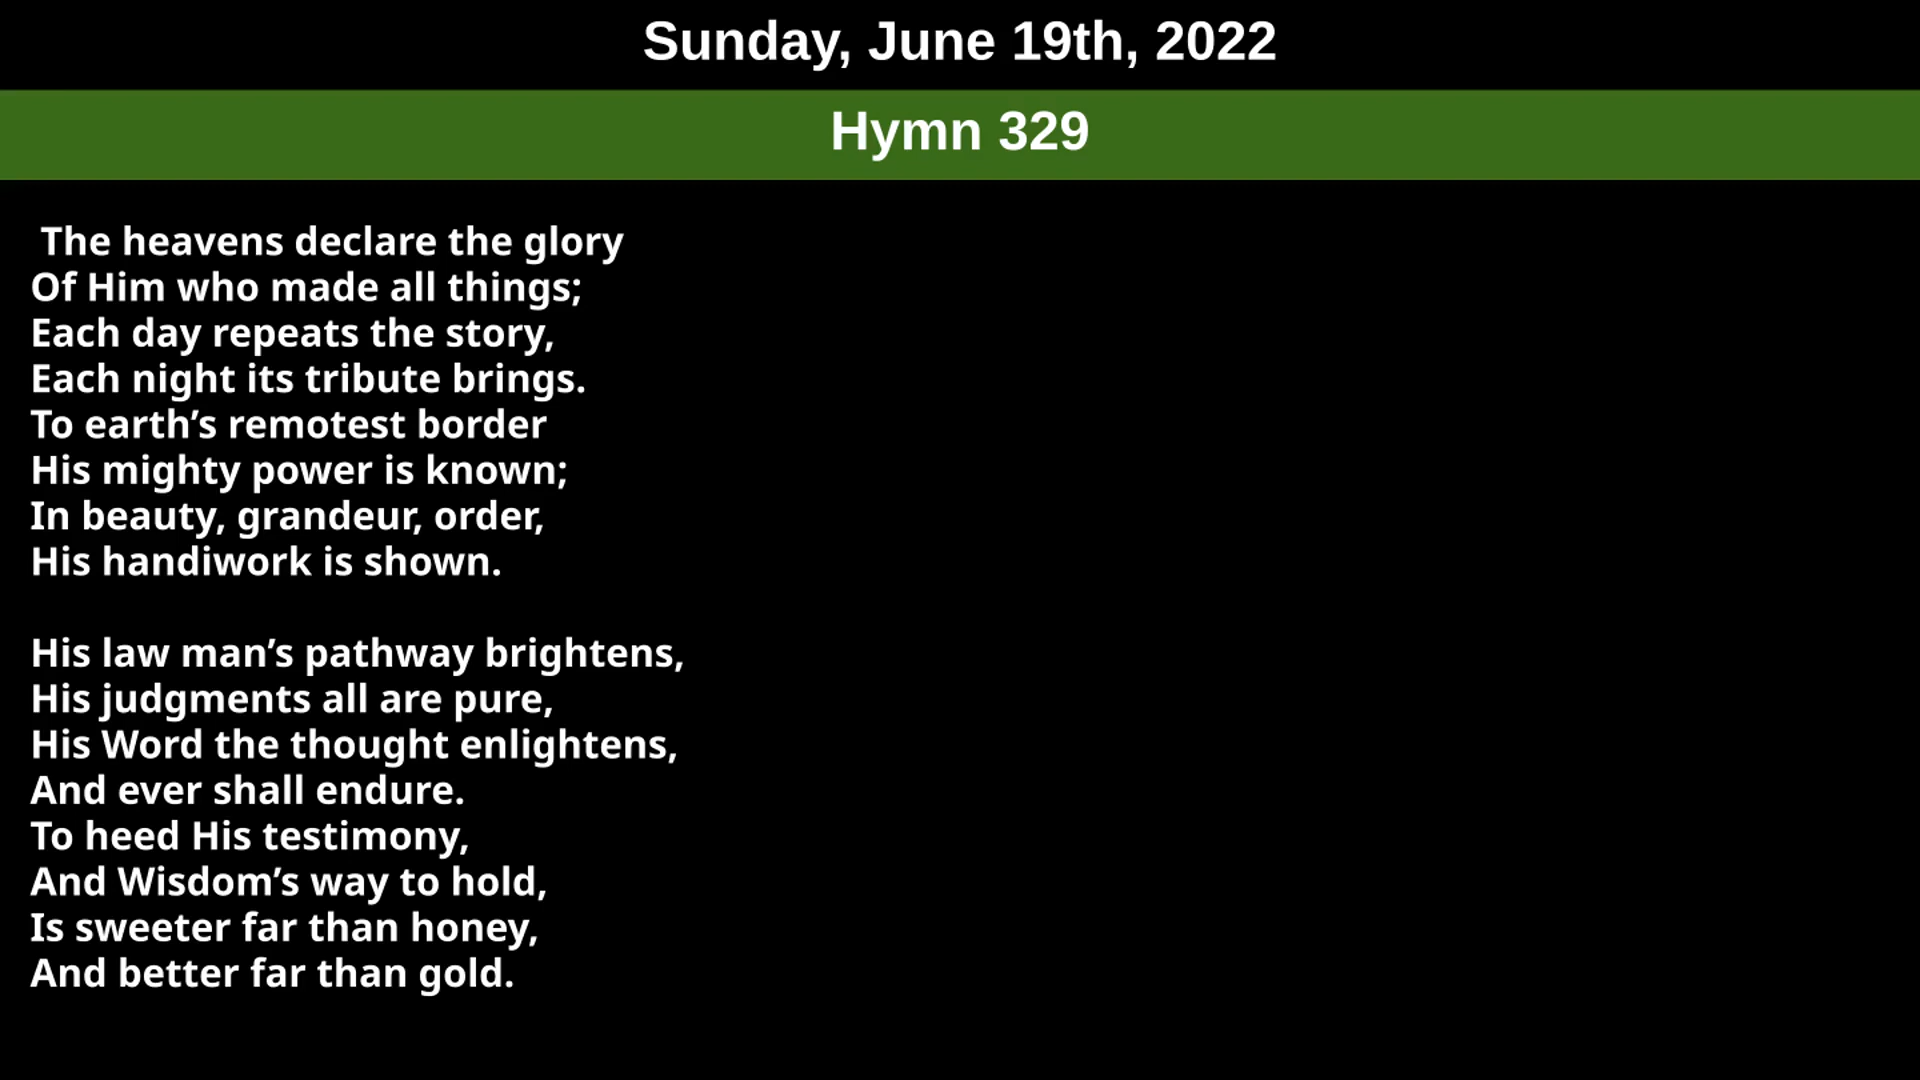 Sunday, June 19th, 2022
Hymn 329
The heavens declare the glory
Of Him who made all things;
Each day repeats the story,
Each night its tribute brings.
To earth’s remotest border
His mighty power is known;
In beauty, grandeur, order,
His handiwork is shown.
His law man’s pathway brightens,
His judgments all are pure,
His Word the thought enlightens,
And ever shall endure.
To heed His testimony,
And Wisdom’s way to hold,
Is sweeter far than honey,
And better far than gold.